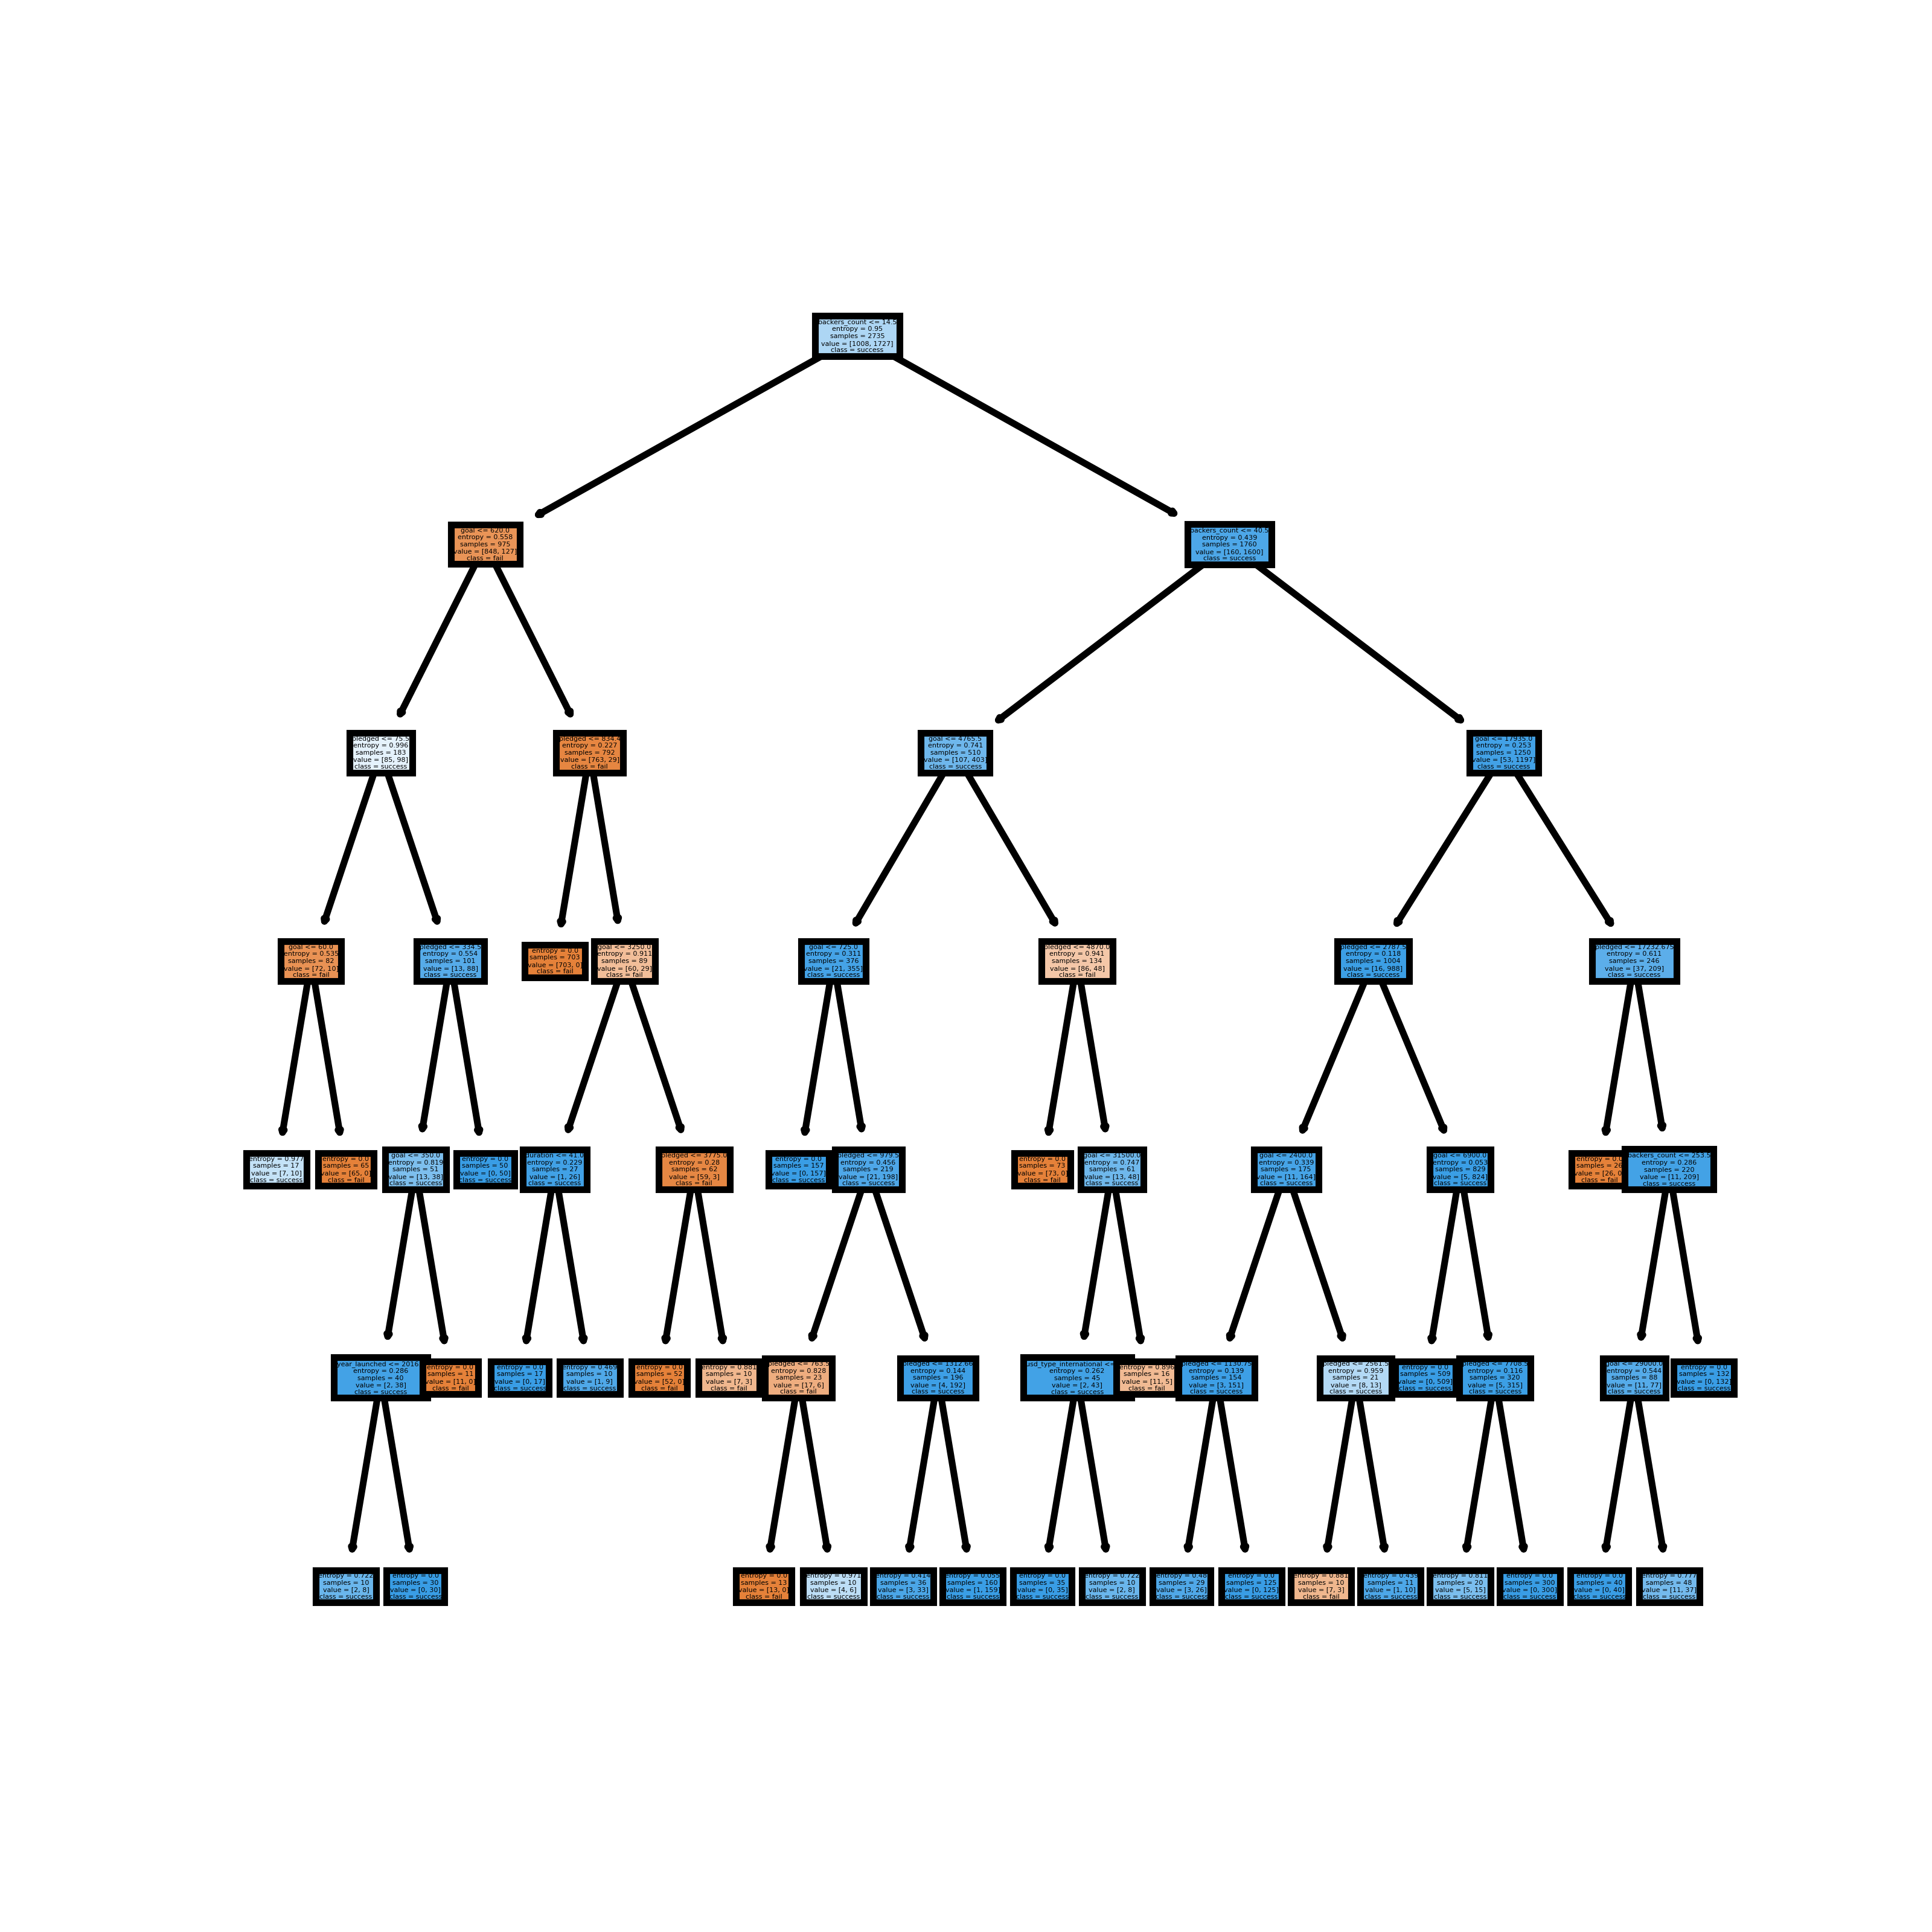 backers_count <= 14.5
entropy = 0.95
samples = 2735
value = [1008, 1727]
class = success
goal <= 620.0
entropy = 0.558
samples = 975
value = [848, 127]
class = fail
backers_count <= 40.5
entropy = 0.439
samples = 1760
value = [160, 1600]
class = success
pledged <= 75.5
entropy = 0.996
samples = 183
value = [85, 98]
class = success
pledged <= 834.4
entropy = 0.227
samples = 792
value = [763, 29]
class = fail
goal <= 4765.5
entropy = 0.741
samples = 510
value = [107, 403]
class = success
goal <= 17935.0
entropy = 0.253
samples = 1250
value = [53, 1197]
class = success
goal <= 60.0
entropy = 0.535
samples = 82
value = [72, 10]
class = fail
pledged <= 334.5
entropy = 0.554
samples = 101
value = [13, 88]
class = success
entropy = 0.0
samples = 703
value = [703, 0]
class = fail
goal <= 3250.0
entropy = 0.911
samples = 89
value = [60, 29]
class = fail
goal <= 725.0
entropy = 0.311
samples = 376
value = [21, 355]
class = success
pledged <= 4870.0
entropy = 0.941
samples = 134
value = [86, 48]
class = fail
pledged <= 2787.5
entropy = 0.118
samples = 1004
value = [16, 988]
class = success
pledged <= 17232.675
entropy = 0.611
samples = 246
value = [37, 209]
class = success
entropy = 0.977
samples = 17
value = [7, 10]
class = success
entropy = 0.0
samples = 65
value = [65, 0]
class = fail
goal <= 350.0
entropy = 0.819
samples = 51
value = [13, 38]
class = success
entropy = 0.0
samples = 50
value = [0, 50]
class = success
duration <= 41.0
entropy = 0.229
samples = 27
value = [1, 26]
class = success
pledged <= 3775.0
entropy = 0.28
samples = 62
value = [59, 3]
class = fail
entropy = 0.0
samples = 157
value = [0, 157]
class = success
pledged <= 979.5
entropy = 0.456
samples = 219
value = [21, 198]
class = success
entropy = 0.0
samples = 73
value = [73, 0]
class = fail
goal <= 31500.0
entropy = 0.747
samples = 61
value = [13, 48]
class = success
goal <= 2400.0
entropy = 0.339
samples = 175
value = [11, 164]
class = success
goal <= 6900.0
entropy = 0.053
samples = 829
value = [5, 824]
class = success
entropy = 0.0
samples = 26
value = [26, 0]
class = fail
backers_count <= 253.5
entropy = 0.286
samples = 220
value = [11, 209]
class = success
year_launched <= 2016
entropy = 0.286
samples = 40
value = [2, 38]
class = success
entropy = 0.0
samples = 11
value = [11, 0]
class = fail
entropy = 0.0
samples = 17
value = [0, 17]
class = success
entropy = 0.469
samples = 10
value = [1, 9]
class = success
entropy = 0.0
samples = 52
value = [52, 0]
class = fail
entropy = 0.881
samples = 10
value = [7, 3]
class = fail
pledged <= 763.5
entropy = 0.828
samples = 23
value = [17, 6]
class = fail
pledged <= 1312.66
entropy = 0.144
samples = 196
value = [4, 192]
class = success
usd_type_international <=
entropy = 0.262
samples = 45
value = [2, 43]
class = success
entropy = 0.896
samples = 16
value = [11, 5]
class = fail
pledged <= 1130.75
entropy = 0.139
samples = 154
value = [3, 151]
class = success
pledged <= 2561.5
entropy = 0.959
samples = 21
value = [8, 13]
class = success
entropy = 0.0
samples = 509
value = [0, 509]
class = success
pledged <= 7708.5
entropy = 0.116
samples = 320
value = [5, 315]
class = success
goal <= 29000.0
entropy = 0.544
samples = 88
value = [11, 77]
class = success
entropy = 0.0
samples = 132
value = [0, 132]
class = success
entropy = 0.722
samples = 10
value = [2, 8]
class = success
entropy = 0.0
samples = 30
value = [0, 30]
class = success
entropy = 0.0
samples = 13
value = [13, 0]
class = fail
entropy = 0.971
samples = 10
value = [4, 6]
class = success
entropy = 0.414
samples = 36
value = [3, 33]
class = success
entropy = 0.055
samples = 160
value = [1, 159]
class = success
entropy = 0.0
samples = 35
value = [0, 35]
class = success
entropy = 0.722
samples = 10
value = [2, 8]
class = success
entropy = 0.48
samples = 29
value = [3, 26]
class = success
entropy = 0.0
samples = 125
value = [0, 125]
class = success
entropy = 0.881
samples = 10
value = [7, 3]
class = fail
entropy = 0.439
samples = 11
value = [1, 10]
class = success
entropy = 0.811
samples = 20
value = [5, 15]
class = success
entropy = 0.0
samples = 300
value = [0, 300]
class = success
entropy = 0.0
samples = 40
value = [0, 40]
class = success
entropy = 0.777
samples = 48
value = [11, 37]
class = success